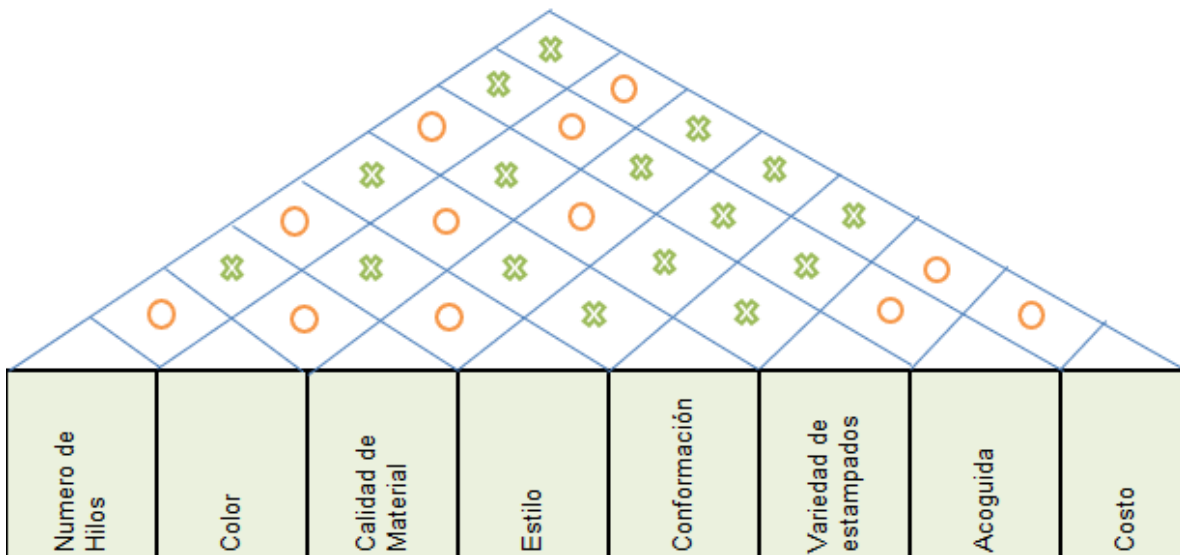 Numero de
Hilos
Color
Calidad de
Material
Estilo
Conformación
Variedad de
estampados
Acoguida
Costo